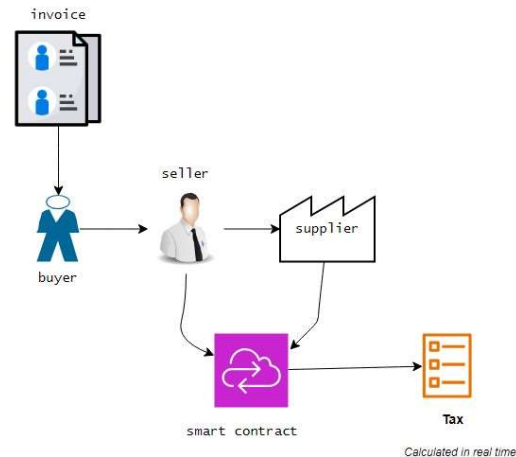 invoice
seller
supplier
buyer
smart contract
Tax
Calculated in real time